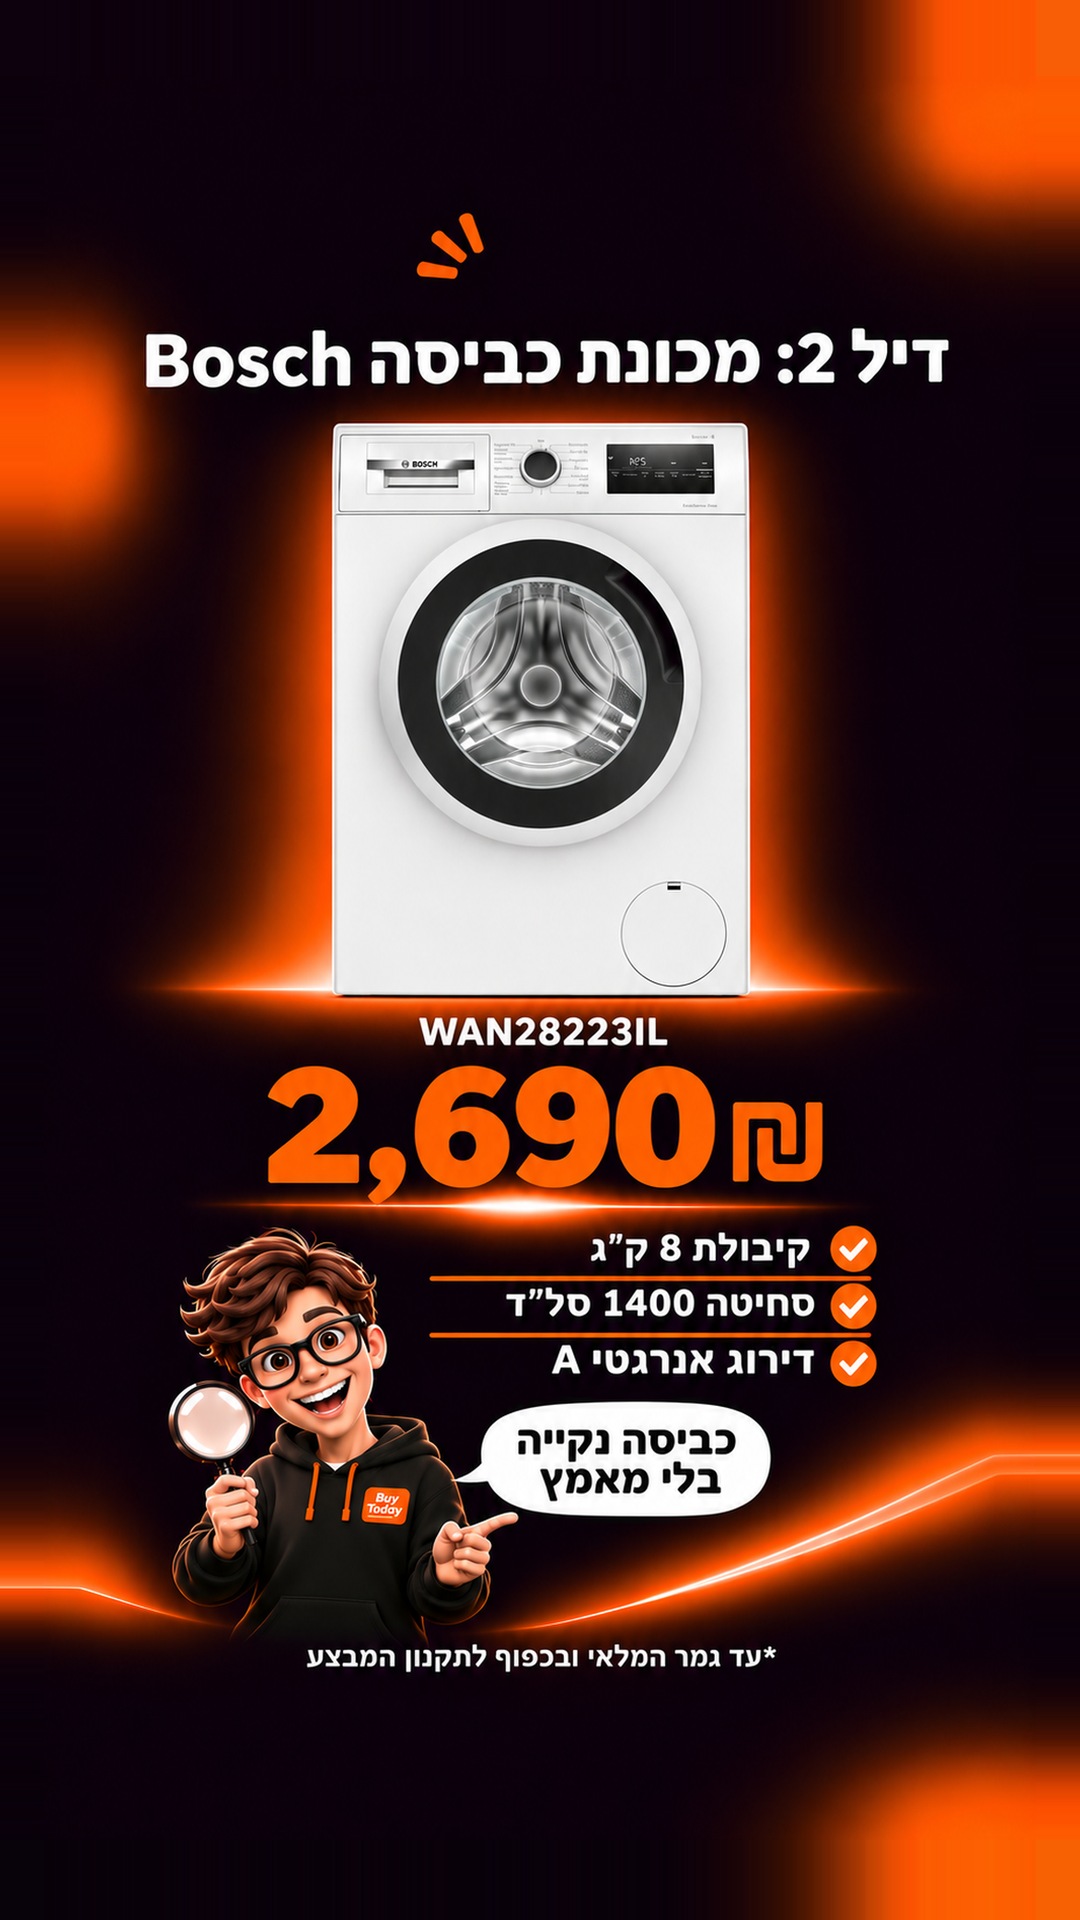 דיל 2: מכונת כביסה Bosch
BOSCH
WAN28223IL
2,690₪
קיבולת 8 ק"ג
סחיטה 1400 סל"ד
דירוג אנרגטי A
כביסה נקייה
בלי מאמץ
Buy
Today
*עד גמר המלאי ובכפוף לתקנון המבצע